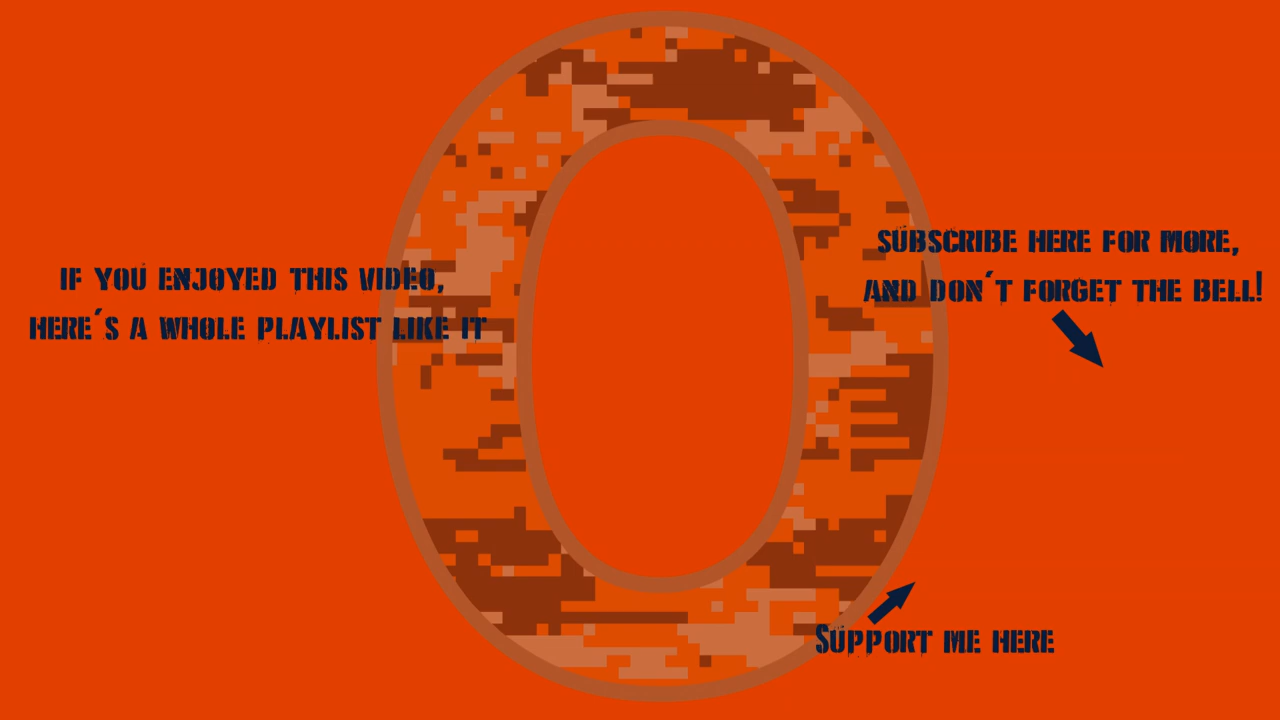 IF YOU ENJOYED THIS VIDEO,
HERE´S A WHOLE PLAYLIST LIKE IT
SUBSCRIBE HERE FOR MORE,
AND DON´T FORGET THE BELL!
SUPPORT ME HERE
O